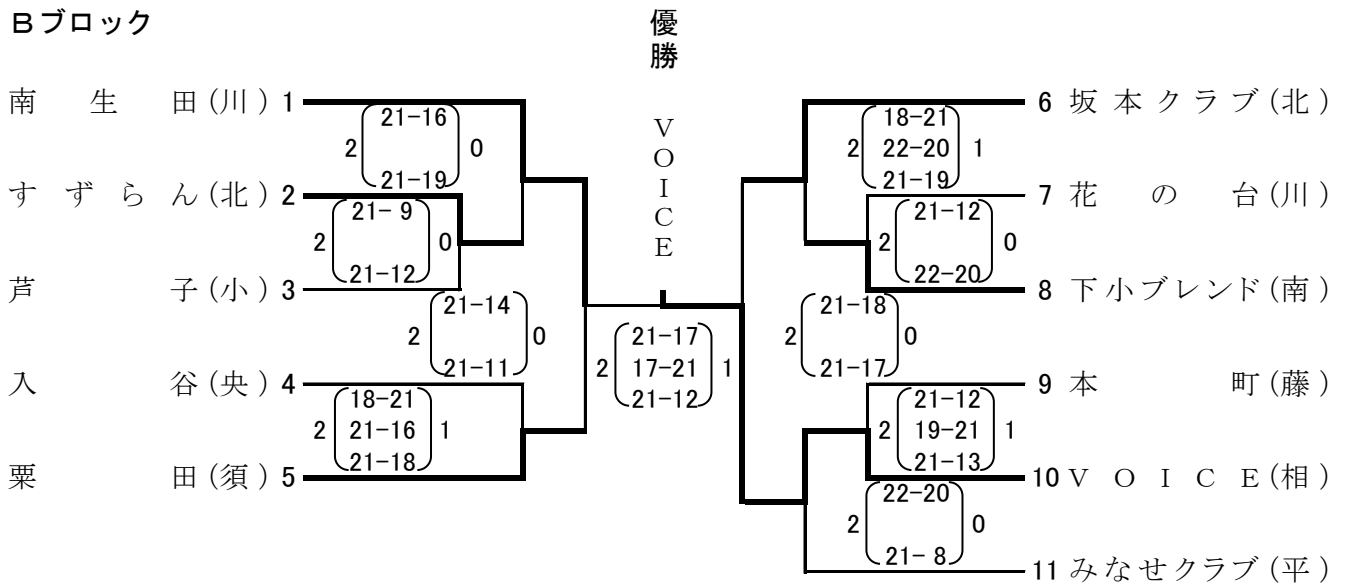 Bブロック
優勝
VOICE
南生田(川) 1
21-16
2 0
21-19
すずらん(北) 2
21- 9
2 0
21-12
芦子(小) 3
21-14
2 0
21-11
入谷(央) 4
18-21
2 21-16 1
21-18
粟田(須) 5
21-17
2 17-21 1
21-12
6 坂本クラブ(北)
18-21
2 22-20 1
21-19
7 花の台(川)
21-12
2 0
22-20
8 下小ブレンド(南)
21-18
2 0
21-17
9 本町(藤)
21-12
2 19-21 1
21-13
10 VOICE(相)
22-20
2 0
21- 8
11 みなせクラブ(平)